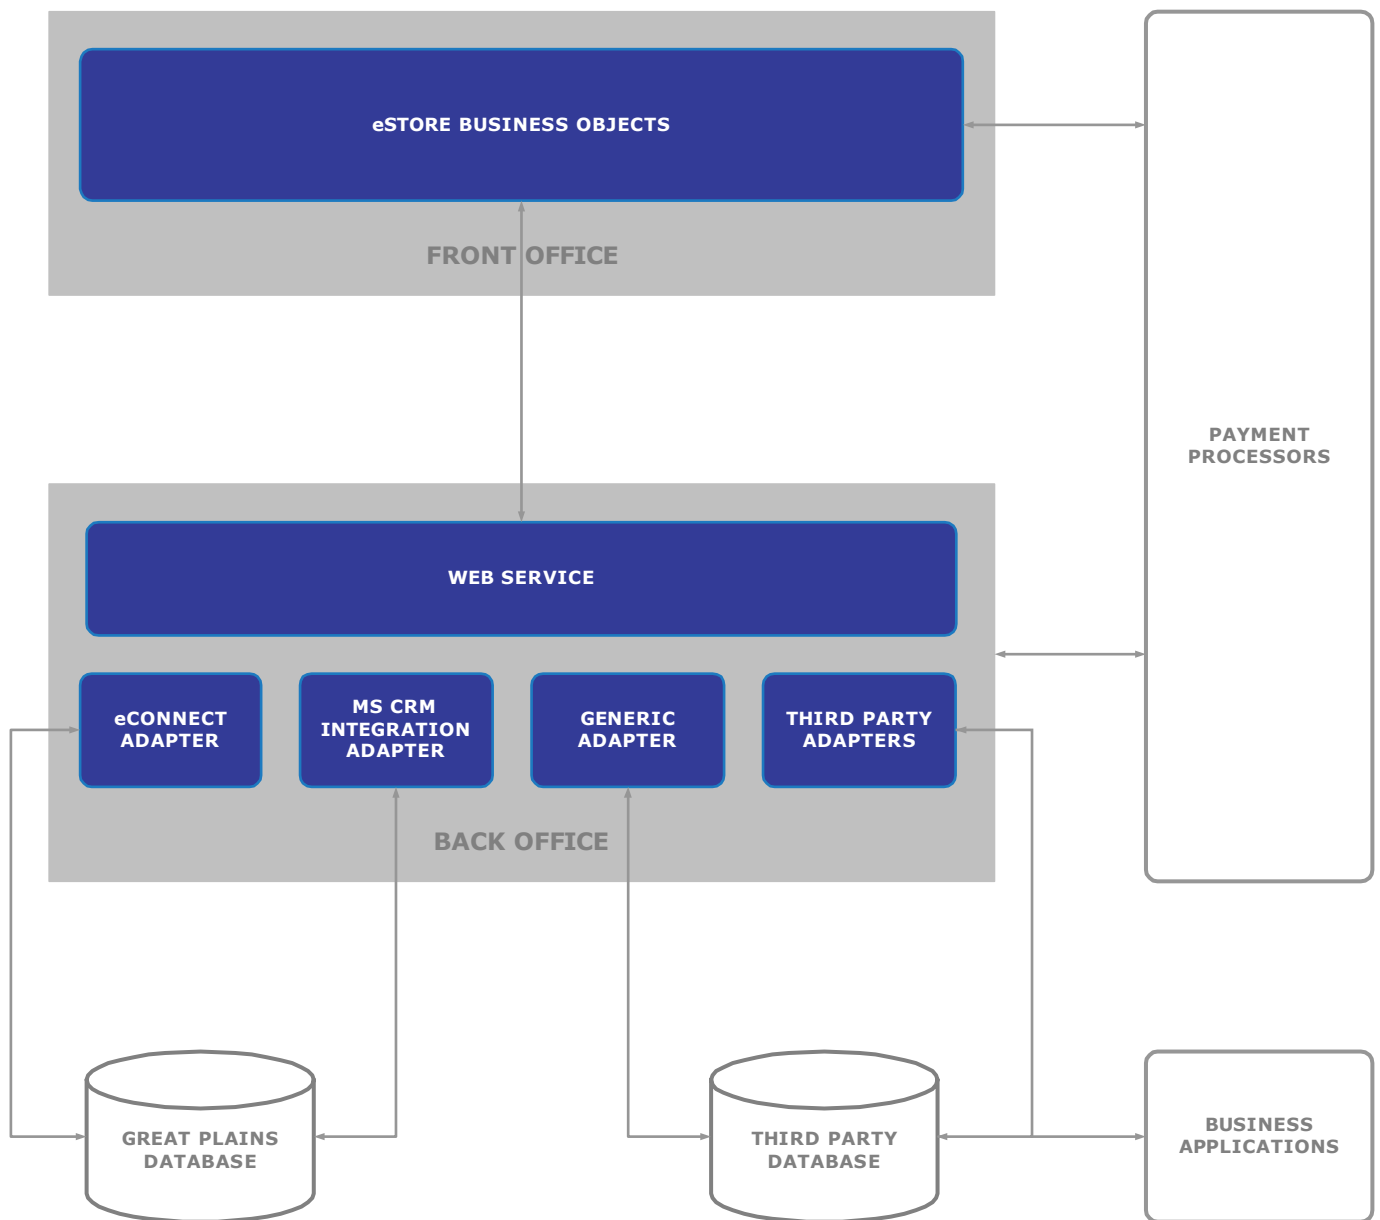 eSTORE BUSINESS OBJECTS
FRONT OFFICE
PAYMENT
PROCESSORS
WEB SERVICE
eCONNECT
ADAPTER
MS CRM
INTEGRATION
ADAPTER
GENERIC
ADAPTER
THIRD PARTY
ADAPTERS
BACK OFFICE
GREAT PLAINS
DATABASE
THIRD PARTY
DATABASE
BUSINESS
APPLICATIONS